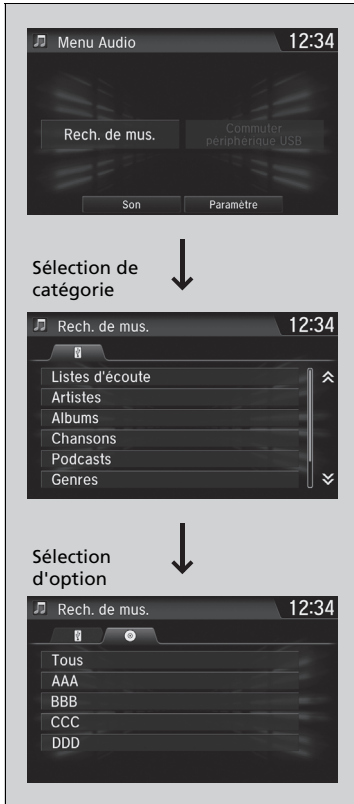 Menu Audio 12:34
Rech. de mus.
Commuter
périphérique USB
Son Paramètre
Sélection de
catégorie
Rech. de mus. 12:34
Listes d'écoute
Artistes
Albums
Chansons
Podcasts
Genres
Sélection
d'option
Rech. de mus. 12:34
Tous
AAA
BBB
CCC
DDD